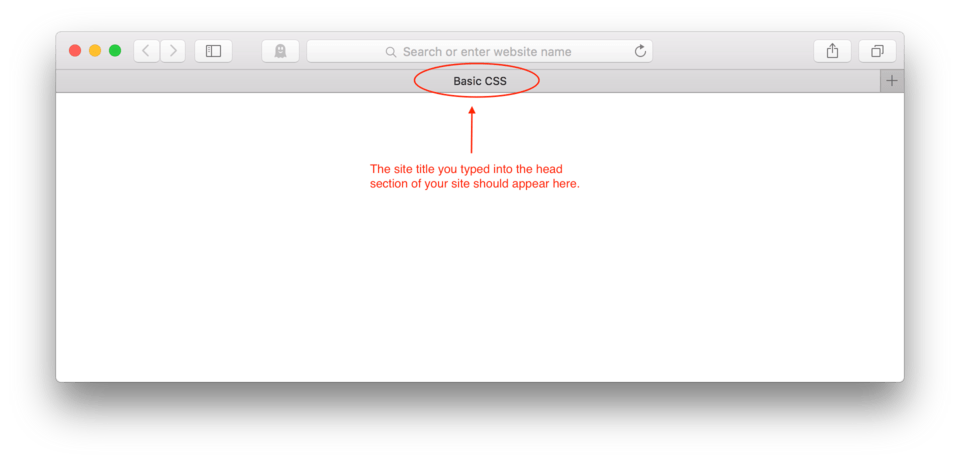 Search or enter website name
Basic CSS
The site title you typed into the head
section of your site should appear here.